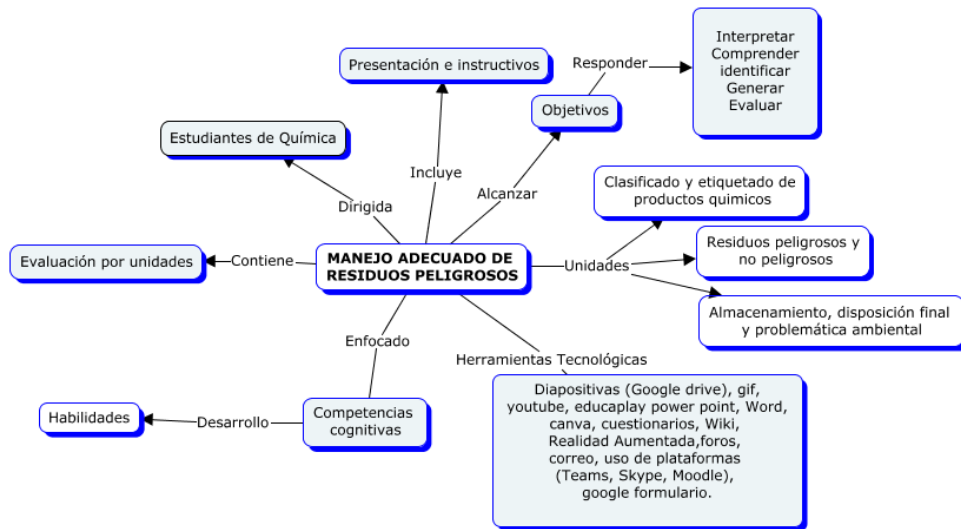 Interpretar
Comprender
identificar
Generar
Evaluar
Responder
Presentación e instructivos
Objetivos
Estudiantes de Química
Incluye
Alcanzar
Clasificado y etiquetado de
productos quimicos
Dirigida
Residuos peligrosos y
no peligrosos
Evaluación por unidades
Contiene
MANEJO ADECUADO DE
RESIDUOS PELIGROSOS
Unidades
Almacenamiento, disposición final
y problemática ambiental
Enfocado
Herramientas Tecnológicas
Diapositivas (Google drive), gif,
youtube, educaplay power point, Word,
canva, cuestionarios, Wiki,
Realidad Aumentada,foros,
correo, uso de plataformas
(Teams, Skype, Moodle),
google formulario.
Habilidades
Desarrollo
Competencias
cognitivas